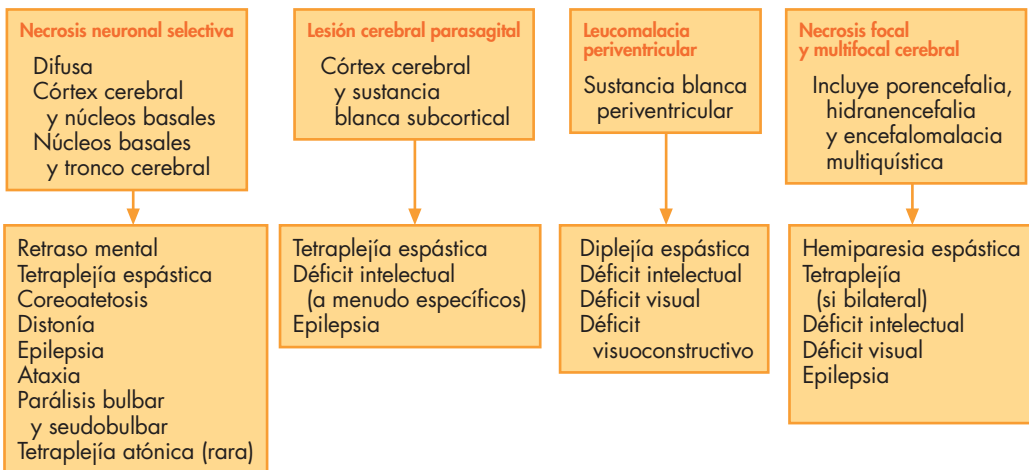 Necrosis neuronal selectiva
Difusa
Córtex cerebral
y núcleos basales
Núcleos basales
y tronco cerebral
Lesión cerebral parasagital
Córtex cerebral
y sustancia
blanca subcortical
Leucomalacia
periventricular
Sustancia blanca
periventricular
Necrosis focal
y multifocal cerebral
Incluye porencefalia,
hidranencefalia
y encefalomalacia
multiquística
Retraso mental
Tetraplejía espástica
Coreoatetosis
Distonía
Epilepsia
Ataxia
Parálisis bulbar
y seudobulbar
Tetraplejía atónica (rara)
Tetraplejía espástica
Déficit intelectual
(a menudo específicos)
Epilepsia
Diplejía espástica
Déficit intelectual
Déficit visual
Déficit
visuoconstructivo
Hemiparesia espástica
Tetraplejía
(si bilateral)
Déficit intelectual
Déficit visual
Epilepsia